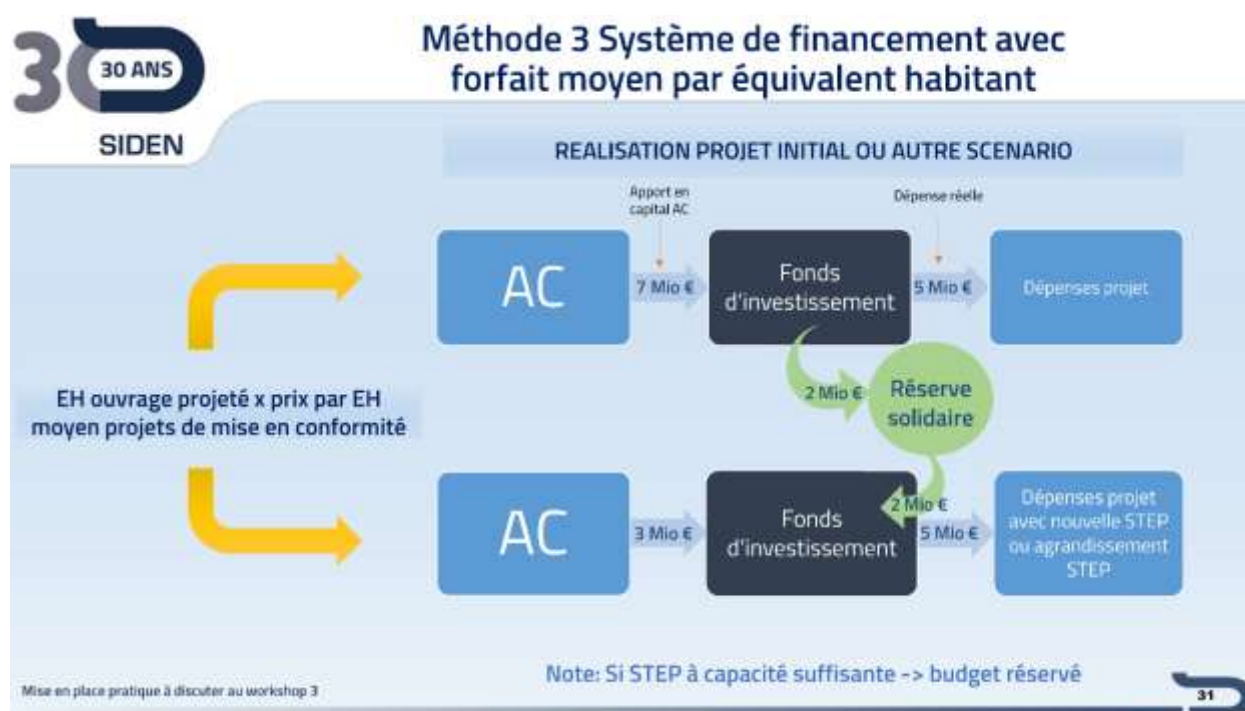 30 ANS
SIDEN
Méthode 3 Système de financement avec
forfait moyen par équivalent habitant
REALISATION PROJET INITIAL OU AUTRE SCENARIO
Apport en
capital AC
Dépense réelle
AC
7 Mio €
Fonds
d'investissement
5 Mio €
Dépenses projet
2 Mio €
Réserve
solidaire
EH ouvrage projeté x prix par EH
moyen projets de mise en conformité
AC
3 Mio €
Fonds
d'investissement
2 Mio €
5 Mio €
Dépenses projet
avec nouvelle STEP
ou agrandissement
STEP
Note: Si STEP à capacité suffisante -> budget réservé
Mise en place pratique à discuter au workshop 3
31